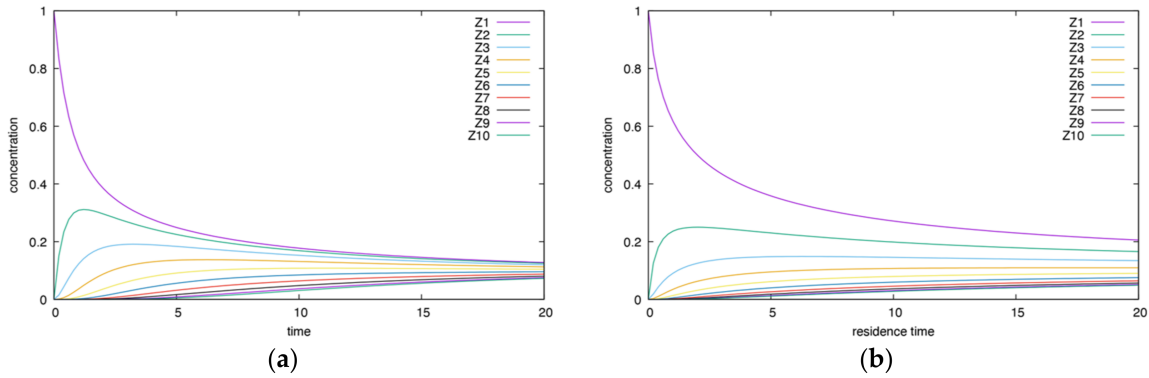 1
0.8
0.6
0.4
0.2
0
0
5
10
15
20
concentration
time
Z1
Z2
Z3
Z4
Z5
Z6
Z7
Z8
Z9
Z10
(a)
1
0.8
0.6
0.4
0.2
0
0
5
10
15
20
concentration
residence time
Z1
Z2
Z3
Z4
Z5
Z6
Z7
Z8
Z9
Z10
(b)